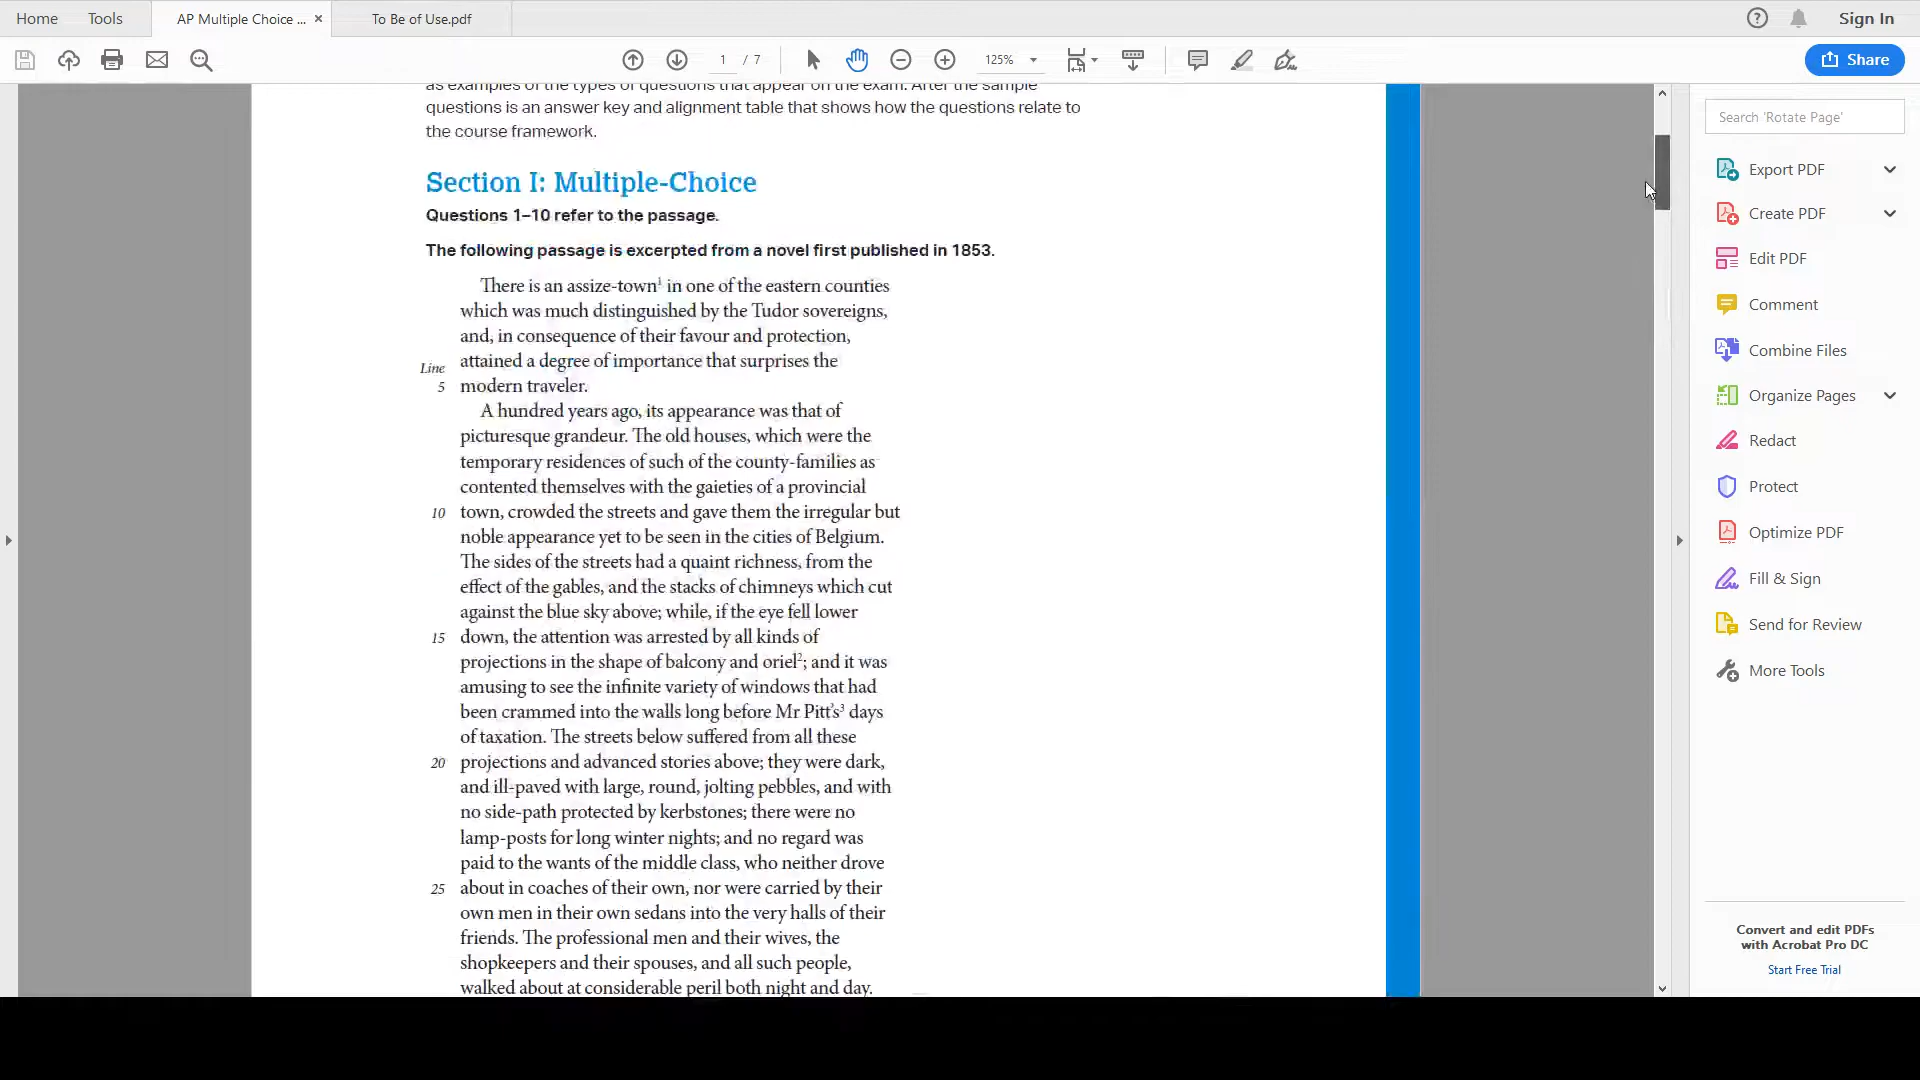 Home
Tools
AP Multiple Choice ...
To Be of Use.pdf
Sign In
1 / 7
125%
Share
as examples of the types of questions that appear on the exam. After the sample
questions is an answer key and alignment table that shows how the questions relate to
the course framework.
Section I: Multiple-Choice
Questions 1–10 refer to the passage.
The following passage is excerpted from a novel first published in 1853.
There is an assize-town¹ in one of the eastern counties
which was much distinguished by the Tudor sovereigns,
and, in consequence of their favour and protection,
Line
attained a degree of importance that surprises the
5 modern traveler.
A hundred years ago, its appearance was that of
picturesque grandeur. The old houses, which were the
temporary residences of such of the county-families as
contented themselves with the gaieties of a provincial
10 town, crowded the streets and gave them the irregular but
noble appearance yet to be seen in the cities of Belgium.
The sides of the streets had a quaint richness, from the
effect of the gables, and the stacks of chimneys which cut
against the blue sky above; while, if the eye fell lower
15 down, the attention was arrested by all kinds of
projections in the shape of balcony and oriel²; and it was
amusing to see the infinite variety of windows that had
been crammed into the walls long before Mr Pitt's³ days
of taxation. The streets below suffered from all these
20 projections and advanced stories above; they were dark,
and ill-paved with large, round, jolting pebbles, and with
no side-path protected by kerbstones; there were no
lamp-posts for long winter nights; and no regard was
paid to the wants of the middle class, who neither drove
25 about in coaches of their own, nor were carried by their
own men in their own sedans into the very halls of their
friends. The professional men and their wives, the
shopkeepers and their spouses, and all such people,
walked about at considerable peril both night and day.
Search 'Rotate Page'
Export PDF
Create PDF
Edit PDF
Comment
Combine Files
Organize Pages
Redact
Protect
Optimize PDF
Fill & Sign
Send for Review
More Tools
Convert and edit PDFs
with Acrobat Pro DC
Start Free Trial